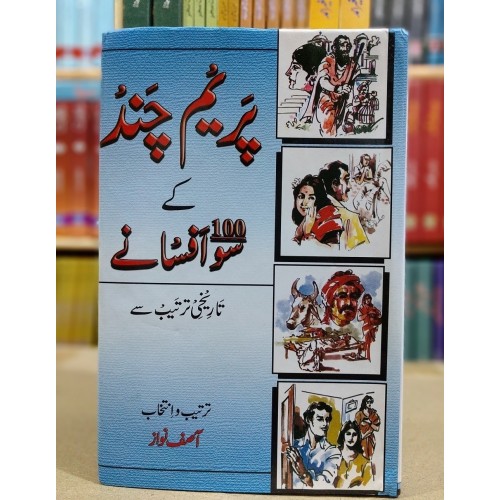 پریم چند
کے
100
سو افسانے
تاریخی ترتیب سے
ترتیب و انتخاب
آصف نواز